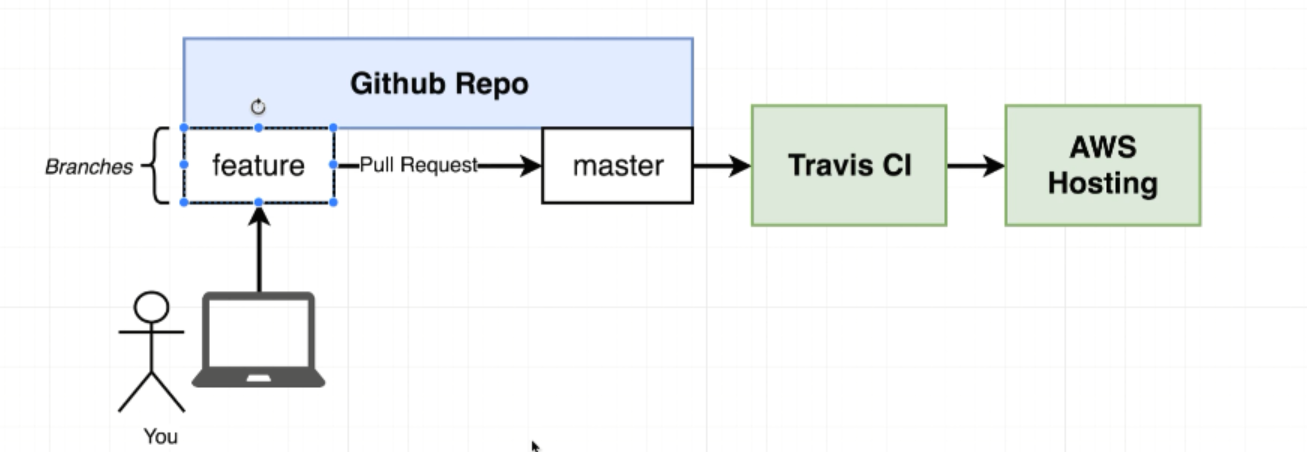 Github Repo
Branches
feature
Pull Request
master
Travis CI
AWS
Hosting
You